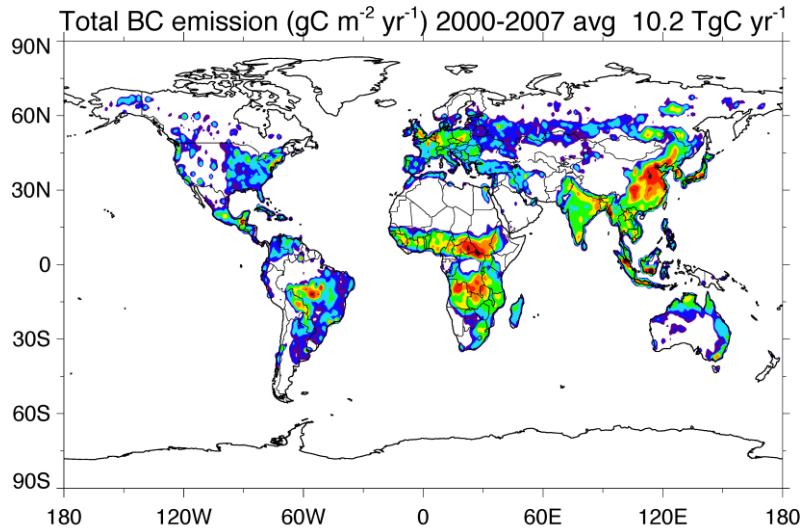 Total BC emission (gC m⁻² yr⁻¹) 2000-2007 avg 10.2 TgC yr⁻¹
90N
60N
30N
0
30S
60S
90S
180 120W 60W 0 60E 120E 180